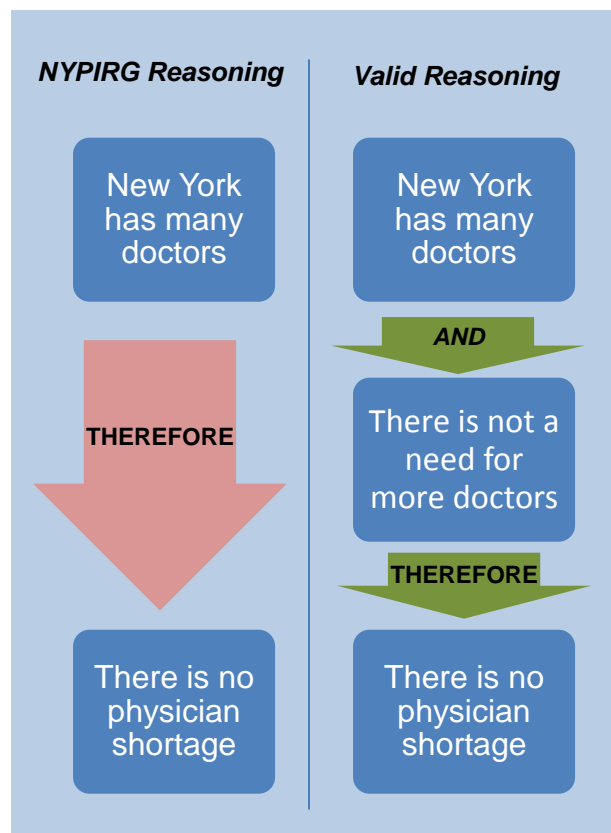 NYPIRG Reasoning
New York
has many
doctors
THEREFORE
There is no
physician
shortage
Valid Reasoning
New York
has many
doctors
AND
There is not a
need for
more doctors
THEREFORE
There is no
physician
shortage